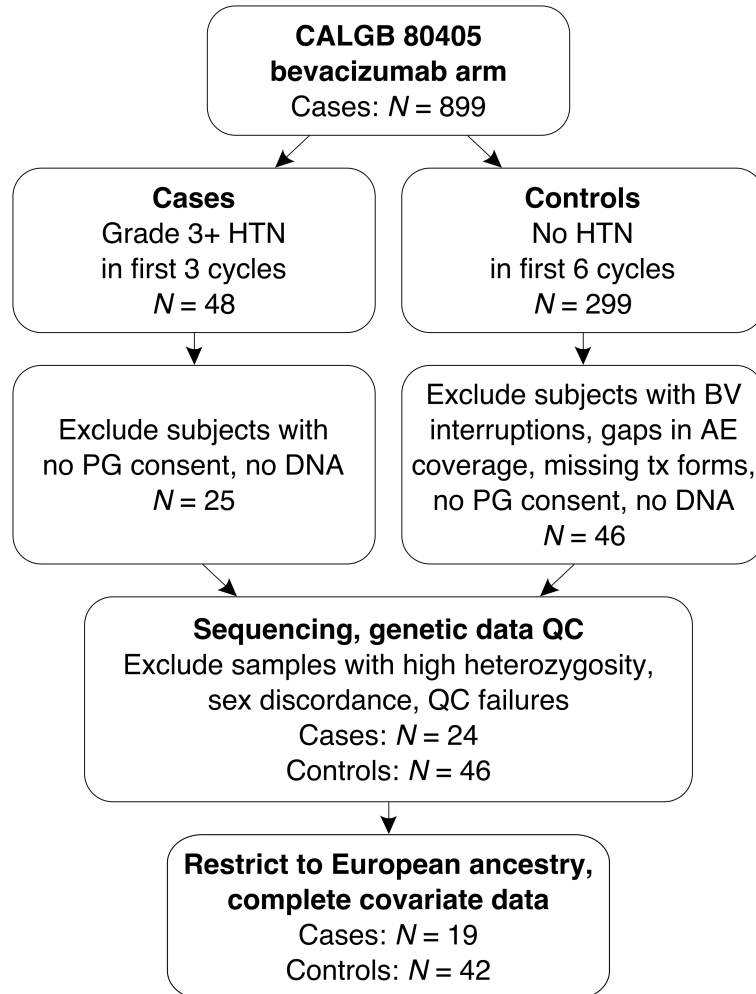 CALGB 80405
bevacizumab arm
Cases: N = 899
Cases
Grade 3+ HTN
in first 3 cycles
N = 48
Controls
No HTN
in first 6 cycles
N = 299
Exclude subjects with
no PG consent, no DNA
N = 25
Exclude subjects with BV
interruptions, gaps in AE
coverage, missing tx forms,
no PG consent, no DNA
N = 46
Sequencing, genetic data QC
Exclude samples with high heterozygosity,
sex discordance, QC failures
Cases: N = 24
Controls: N = 46
Restrict to European ancestry,
complete covariate data
Cases: N = 19
Controls: N = 42